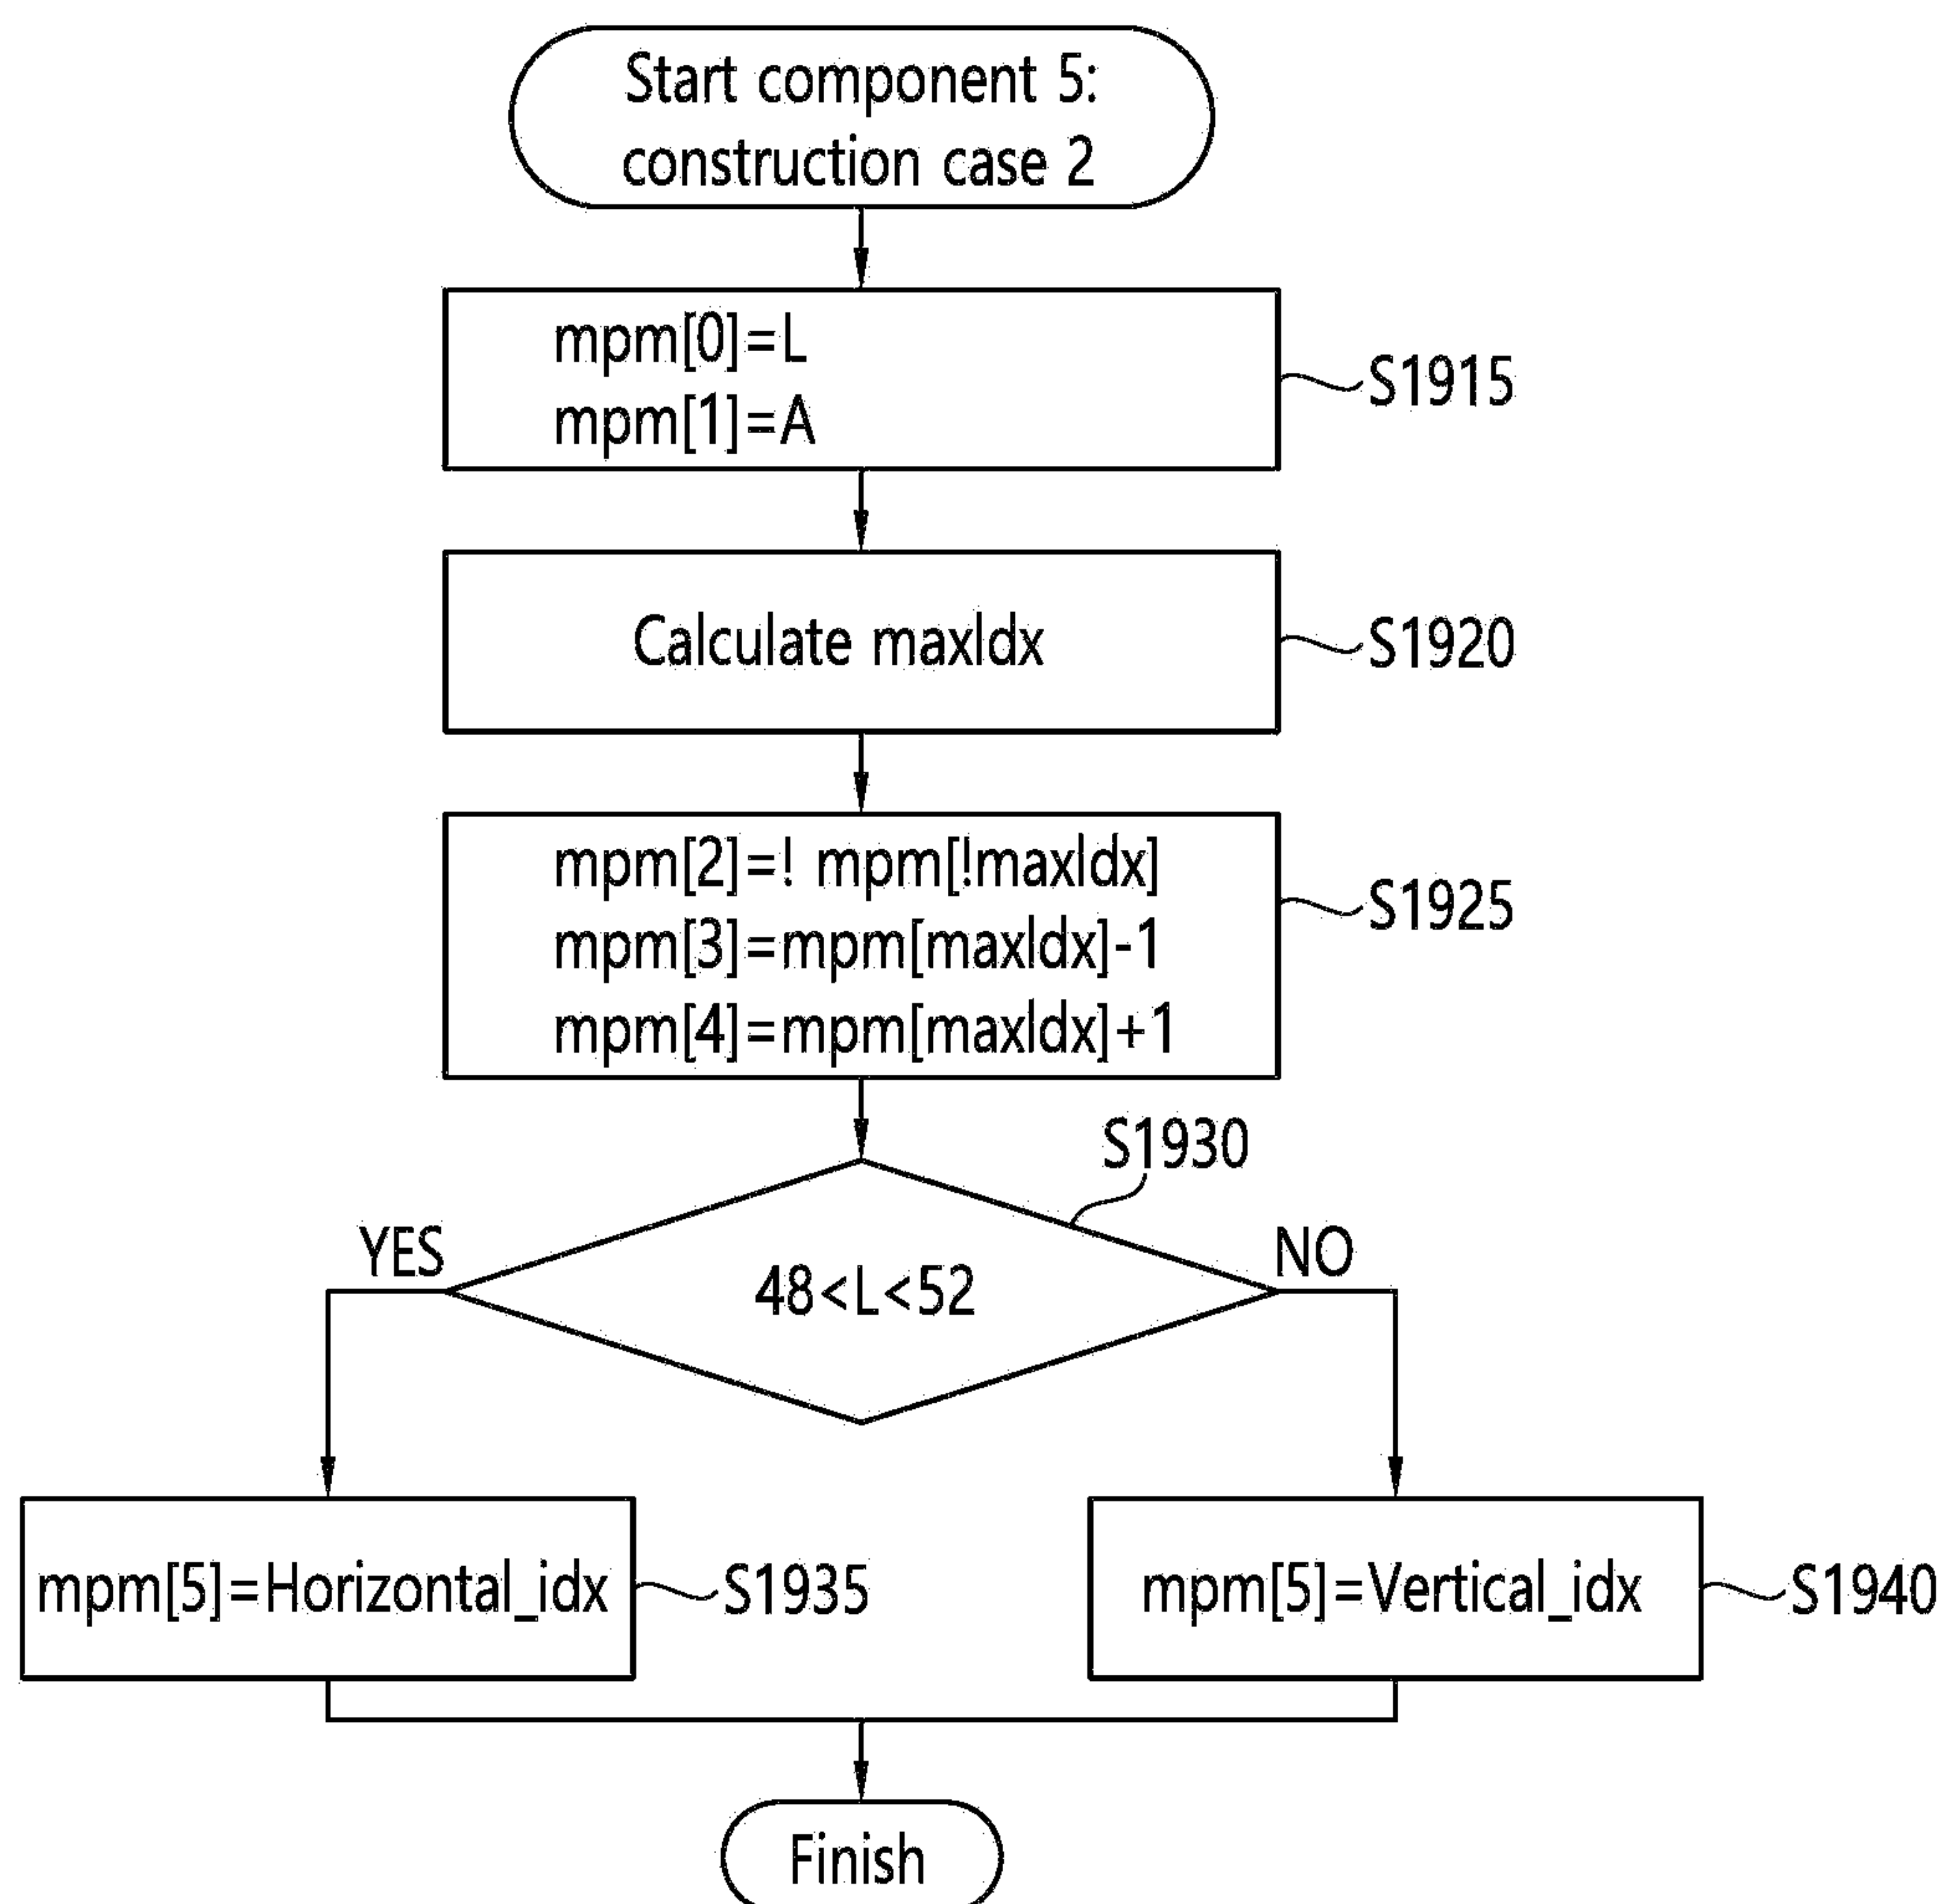 Start component 5:
construction case 2
mpm[0]=L
mpm[1]=A
S1915
Calculate maxIdx
S1920
mpm[2]=! mpm[!maxIdx]
mpm[3]=mpm[maxIdx]-1
mpm[4]=mpm[maxIdx]+1
S1925
S1930
YES
NO
48<L<52
mpm[5]=Horizontal_idx
S1935
mpm[5]=Vertical_idx
S1940
Finish